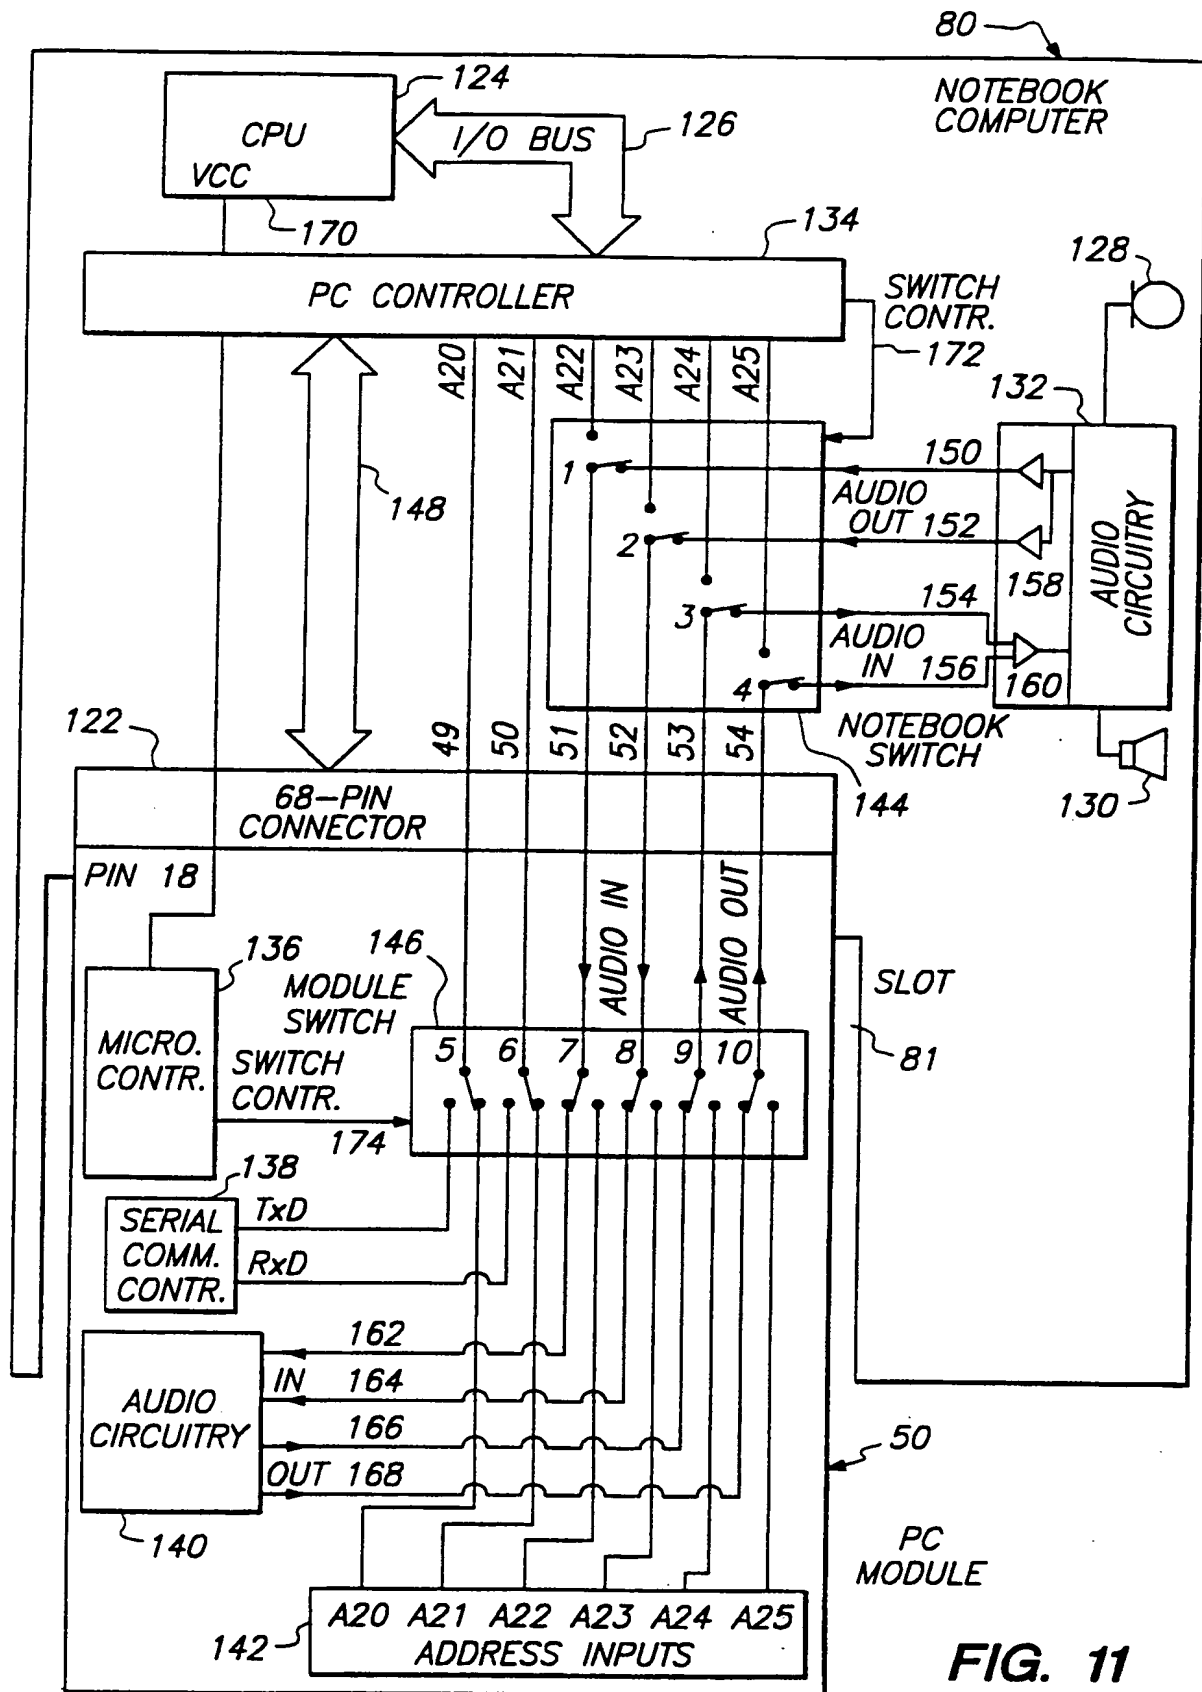 80
NOTEBOOK
COMPUTER
124
CPU
VCC
I/O BUS
126
170
134
PC CONTROLLER
SWITCH
CONTR.
172
128
A20
A21
A22
A23
A24
A25
132
148
1
2
3
4
150
AUDIO
OUT
152
154
AUDIO
IN
156
158
160
AUDIO
CIRCUITRY
NOTEBOOK
SWITCH
144
130
122
49
50
51
52
53
54
68-PIN
CONNECTOR
PIN 18
136
146
MODULE
SWITCH
AUDIO IN
AUDIO OUT
SLOT
81
MICRO.
CONTR.
SWITCH
CONTR.
174
5
6
7
8
9
10
138
SERIAL
COMM.
CONTR.
TxD
RxD
162
IN 164
166
OUT 168
AUDIO
CIRCUITRY
140
50
PC
MODULE
142
A20 A21 A22 A23 A24 A25
ADDRESS INPUTS
FIG. 11